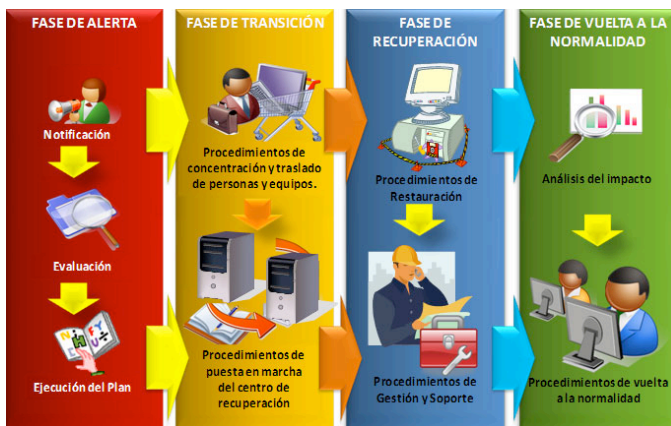 FASE DE ALERTA
Notificación
Evaluación
Ejecución del Plan
FASE DE TRANSICIÓN
Procedimientos de
concentración y traslado
de personas y equipos.
Procedimientos de
puesta en marcha
del centro de
recuperación
FASE DE
RECUPERACIÓN
Procedimientos de
Restauración
Procedimientos de
Gestión y Soporte
FASE DE VUELTA A LA
NORMALIDAD
Análisis del impacto
Procedimientos de vuelta
a la normalidad